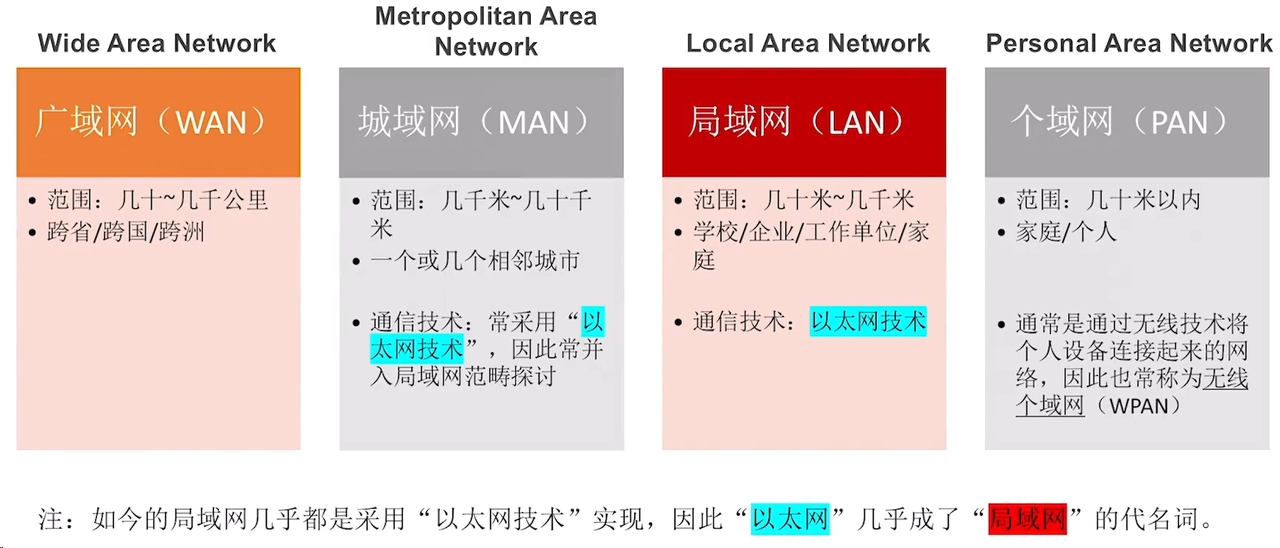 Wide Area Network
广域网（WAN）
• 范围：几十~几千公里
• 跨省/跨国/跨洲
Metropolitan Area
Network
城域网（MAN）
• 范围：几千米~几十千
米
• 一个或几个相邻城市
• 通信技术：常采用“以
太网技术”，因此常并
入局域网范畴探讨
Local Area Network
局域网（LAN）
• 范围：几十米~几千米
• 学校/企业/工作单位/家
庭
• 通信技术：以太网技术
Personal Area Network
个域网（PAN）
• 范围：几十米以内
• 家庭/个人
• 通常是通过无线技术将
个人设备连接起来的网
络，因此也常称为无线
个域网（WPAN）
注：如今的局域网几乎都是采用“以太网技术”实现，因此“以太网”几乎成了“局域网”的代名词。